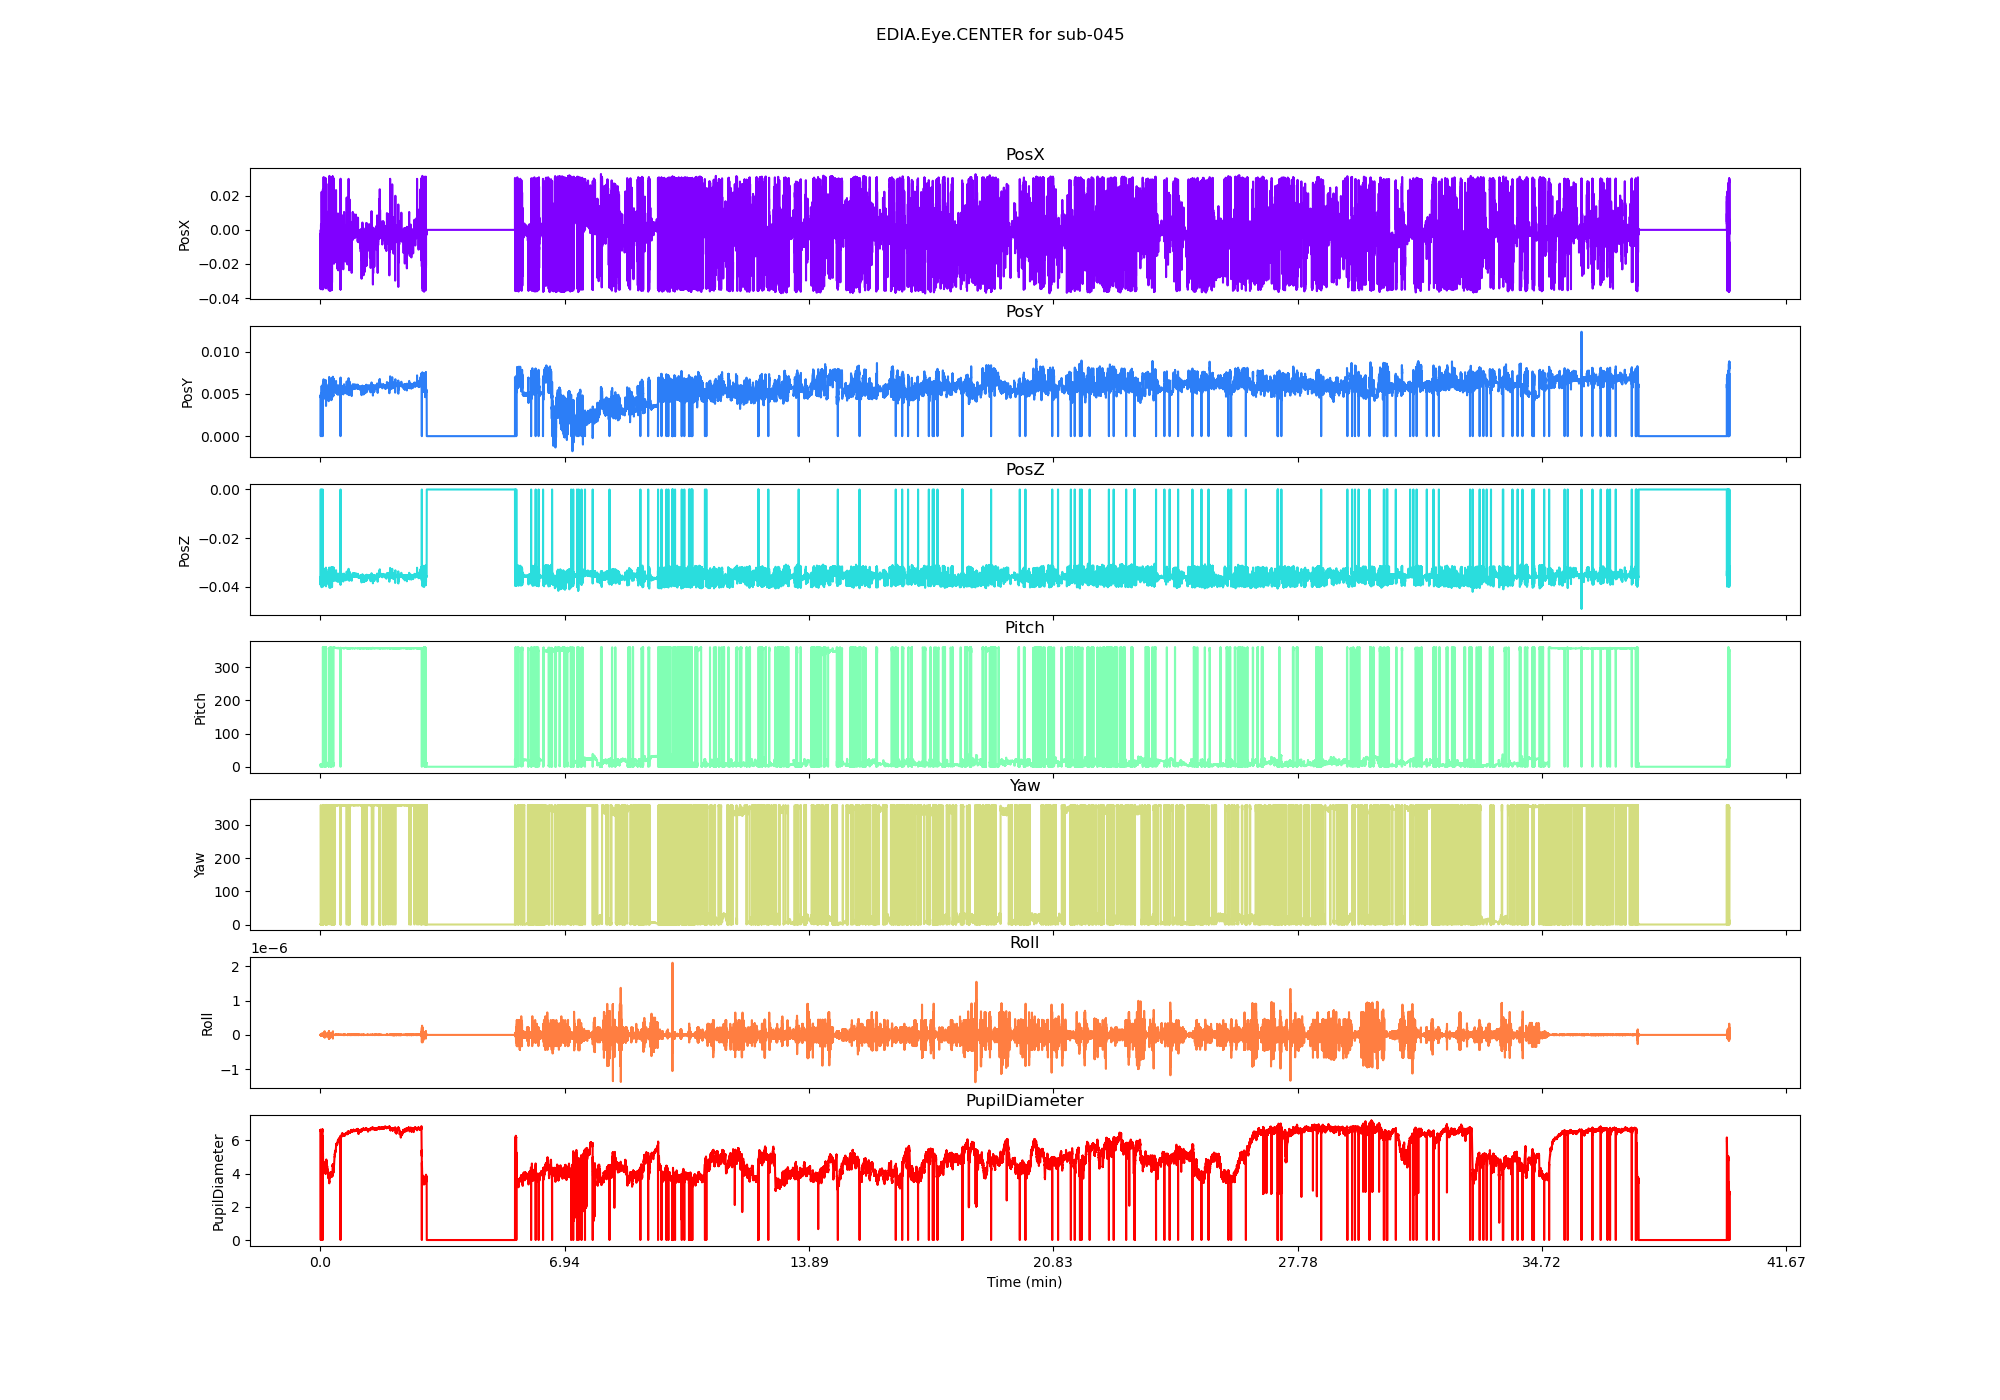 EDIA.Eye.CENTER for sub-045
PosX
PosX
0.02
0.00
−0.02
−0.04
PosY
PosY
0.010
0.005
0.000
PosZ
PosZ
0.00
−0.02
−0.04
Pitch
Pitch
300
200
100
0
Yaw
Yaw
300
200
100
0
1e−6
Roll
Roll
2
1
0
−1
PupilDiameter
PupilDiameter
6
4
2
0
0.0 6.94 13.89 20.83 27.78 34.72 41.67
Time (min)